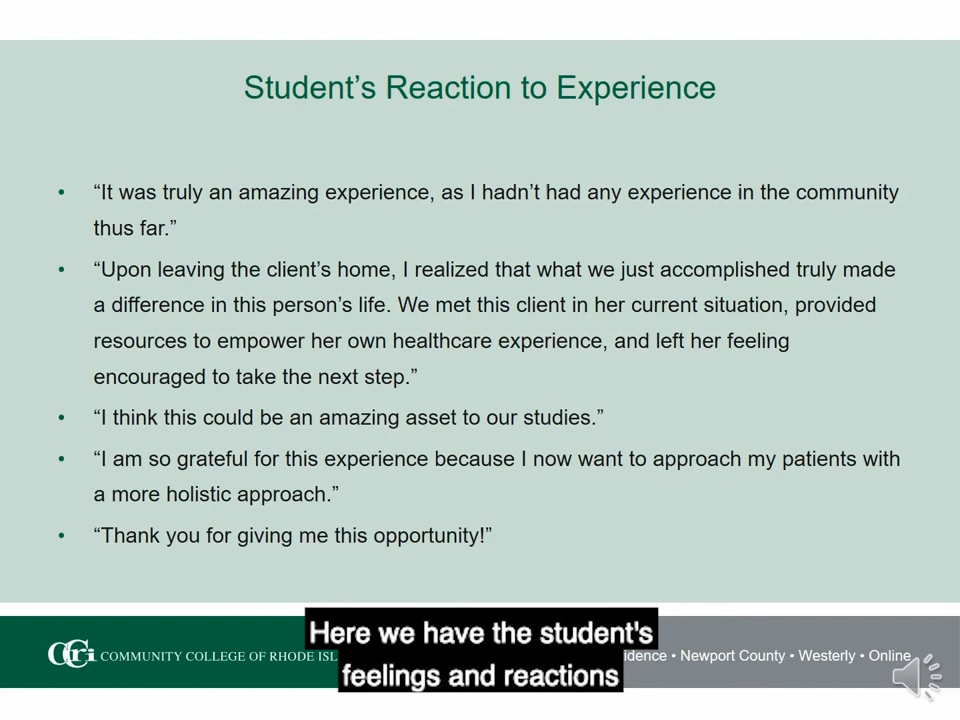 Student’s Reaction to Experience
• “It was truly an amazing experience, as I hadn’t had any experience in the community
thus far.”
• “Upon leaving the client’s home, I realized that what we just accomplished truly made
a difference in this person’s life. We met this client in her current situation, provided
resources to empower her own healthcare experience, and left her feeling
encouraged to take the next step.”
• “I think this could be an amazing asset to our studies.”
• “I am so grateful for this experience because I now want to approach my patients with
a more holistic approach.”
• “Thank you for giving me this opportunity!”
Here we have the student's
feelings and reactions
CCRI COMMUNITY COLLEGE OF RHODE
• Newport County • Westerly • Online